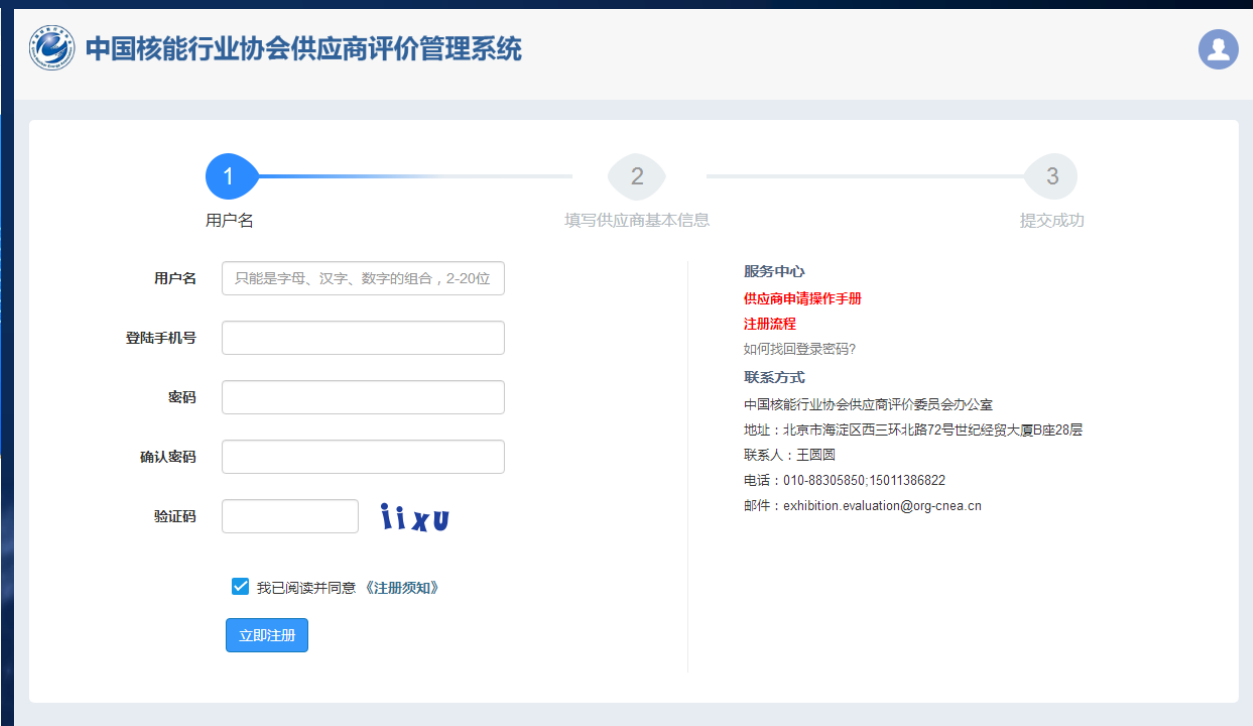 中国核能行业协会供应商评价管理系统
1
2
3
用户名
填写供应商基本信息
提交成功
用户名
只能是字母、汉字、数字的组合，2-20位
登陆手机号
密码
确认密码
验证码
iixu
我已阅读并同意《注册须知》
立即注册
服务中心
供应商申请操作手册
注册流程
如何找回登录密码?
联系方式
中国核能行业协会供应商评价委员会办公室
地址：北京市海淀区西三环北路72号世纪经贸大厦B座28层
联系人：王圆圆
电话：010-88305850;15011386822
邮件：exhibition.evaluation@org-cnea.cn